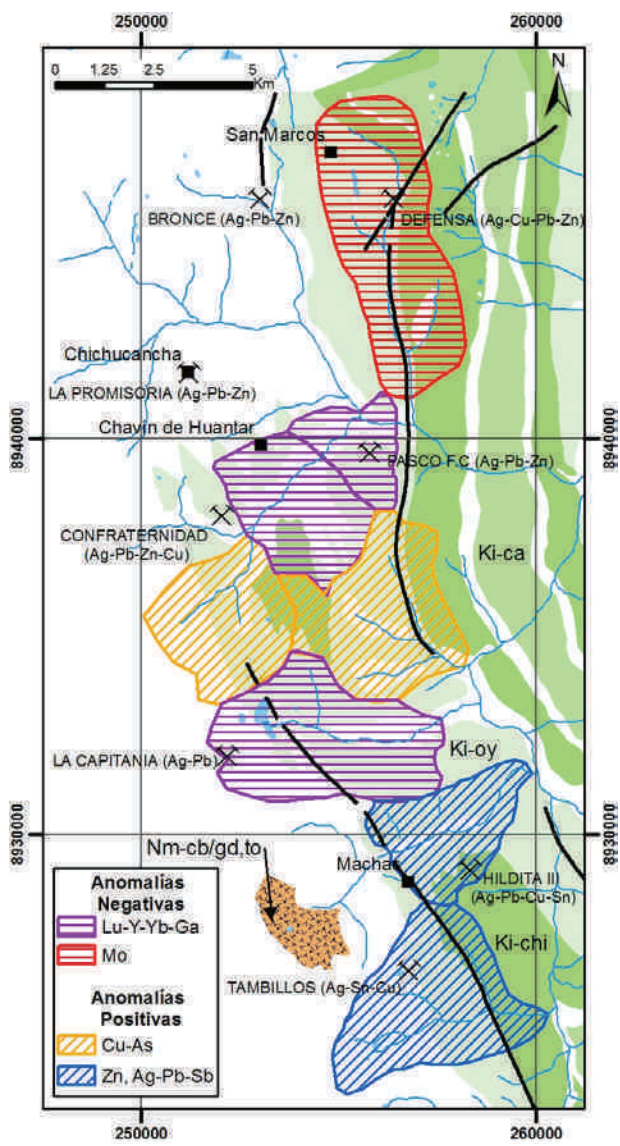 250000
260000
0 1.25 2.5 5
Km
N
San Marcos
BRONCE (Ag-Pb-Zn)
DEFENSA (Ag-Cu-Pb-Zn)
Chichucancha
LA PROMISORIA (Ag-Pb-Zn)
Chavín de Huantar
8940000
8940000
PASCO F.C (Ag-Pb-Zn)
CONFRATERNIDAD
(Ag-Pb-Zn-Cu)
Ki-ca
LA CAPITANIA (Ag-Pb)
Ki-oy
8930000
8930000
Nm-cb/gd,to
Machac
HILDITA III
(Ag-Pb-Cu-Sn)
Ki-chi
TAMBILLOS (Ag-Sn-Cu)
Anomalías
Negativas
Lu-Y-Yb-Ga
Mo
Anomalías
Positivas
Cu-As
Zn, Ag-Pb-Sb
250000
260000